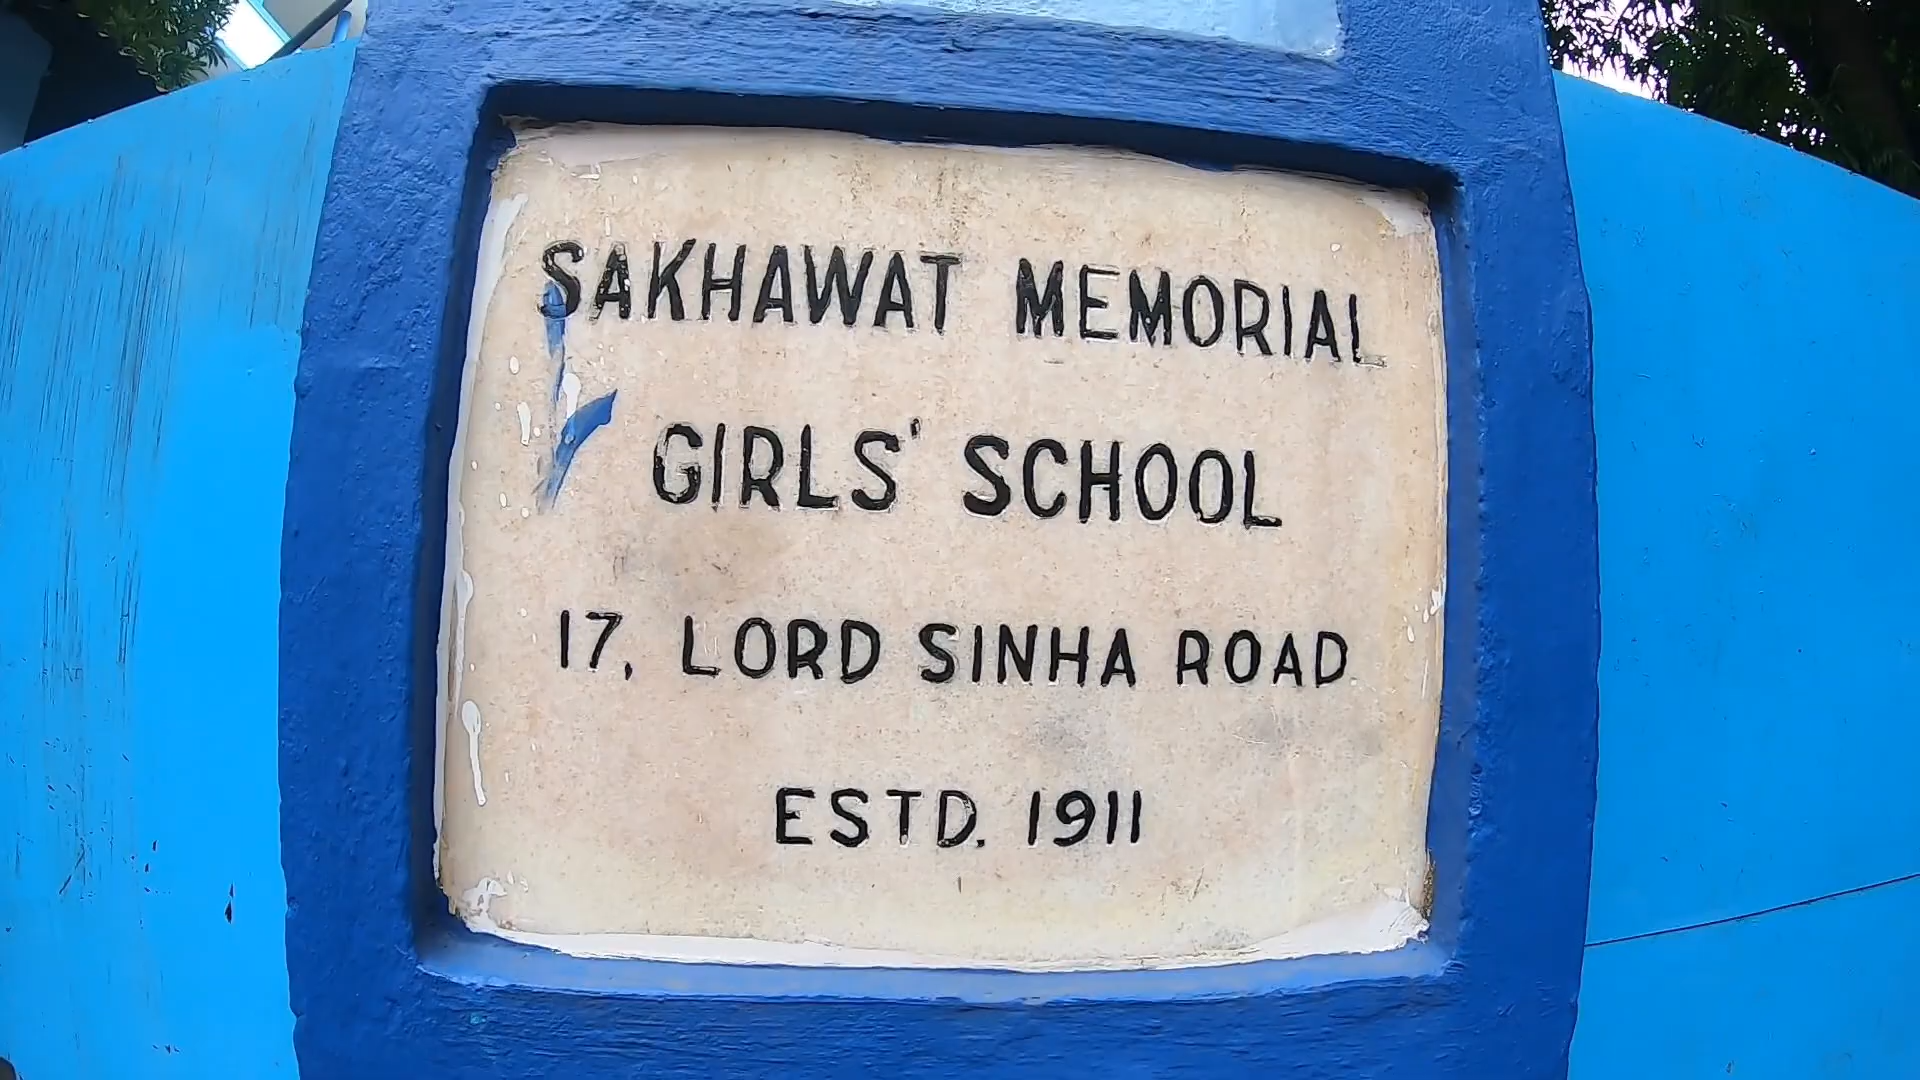 SAKHAWAT MEMORIAL
GIRLS' SCHOOL
17, LORD SINHA ROAD
ESTD. 1911